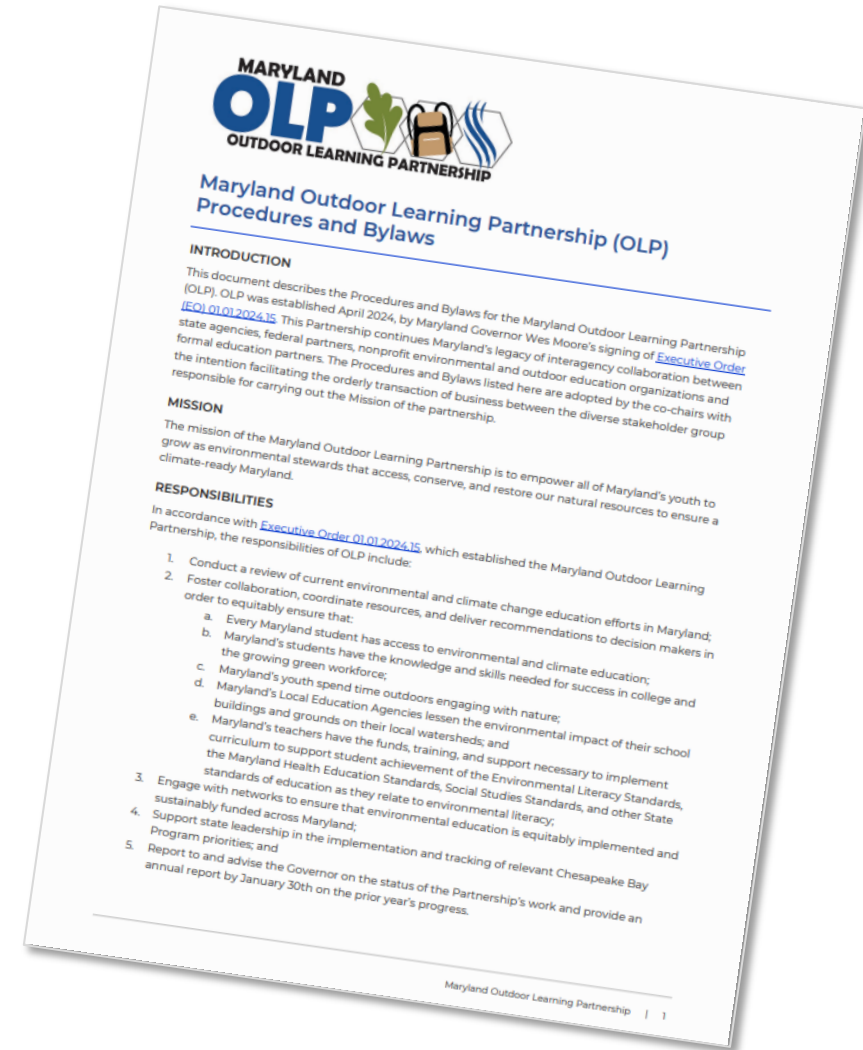 MARYLAND
OLP
OUTDOOR LEARNING PARTNERSHIP
Maryland Outdoor Learning Partnership (OLP)
Procedures and Bylaws
INTRODUCTION
This document describes the Procedures and Bylaws for the Maryland Outdoor Learning Partnership
(OLP). OLP was established April 2024, by Maryland Governor Wes Moore's signing of Executive Order
(EO) 01.01.2024.15. This Partnership continues Maryland's legacy of interagency collaboration between
state agencies, federal partners, nonprofit environmental and outdoor education organizations and
formal education partners. The Procedures and Bylaws listed here are adopted by the co-chairs with
the intention facilitating the orderly transaction of business between the diverse stakeholder group
responsible for carrying out the Mission of the partnership.
MISSION
The mission of the Maryland Outdoor Learning Partnership is to empower all of Maryland's youth to
grow as environmental stewards that access, conserve, and restore our natural resources to ensure a
climate-ready Maryland.
RESPONSIBILITIES
In accordance with Executive Order 01.01.2024.15, which established the Maryland Outdoor Learning
Partnership, the responsibilities of OLP include:
1. Conduct a review of current environmental and climate change education efforts in Maryland;
2. Foster collaboration, coordinate resources, and deliver recommendations to decision makers in
order to equitably ensure that:
a. Every Maryland student has access to environmental and climate education;
b. Maryland's students have the knowledge and skills needed for success in college and
the growing green workforce;
c. Maryland's youth spend time outdoors engaging with nature;
d. Maryland's Local Education Agencies lessen the environmental impact of their school
buildings and grounds on their local watersheds; and
e. Maryland's teachers have the funds, training, and support necessary to implement
curriculum to support student achievement of the Environmental Literacy Standards,
the Maryland Health Education Standards, Social Studies Standards, and other State
standards of education as they relate to environmental literacy;
3. Engage with networks to ensure that environmental education is equitably implemented and
sustainably funded across Maryland;
4. Support state leadership in the implementation and tracking of relevant Chesapeake Bay
Program priorities; and
5. Report to and advise the Governor on the status of the Partnership's work and provide an
annual report by January 30th on the prior year's progress.
Maryland Outdoor Learning Partnership | 1